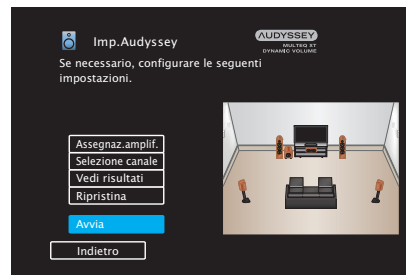 Imp.Audyssey
AUDYSSEY
MULTEQ XT
DYNAMIC VOLUME
Se necessario, configurare le seguenti
impostazioni.
Assegnaz.amplif.
Selezione canale
Vedi risultati
Ripristina
Avvia
Indietro